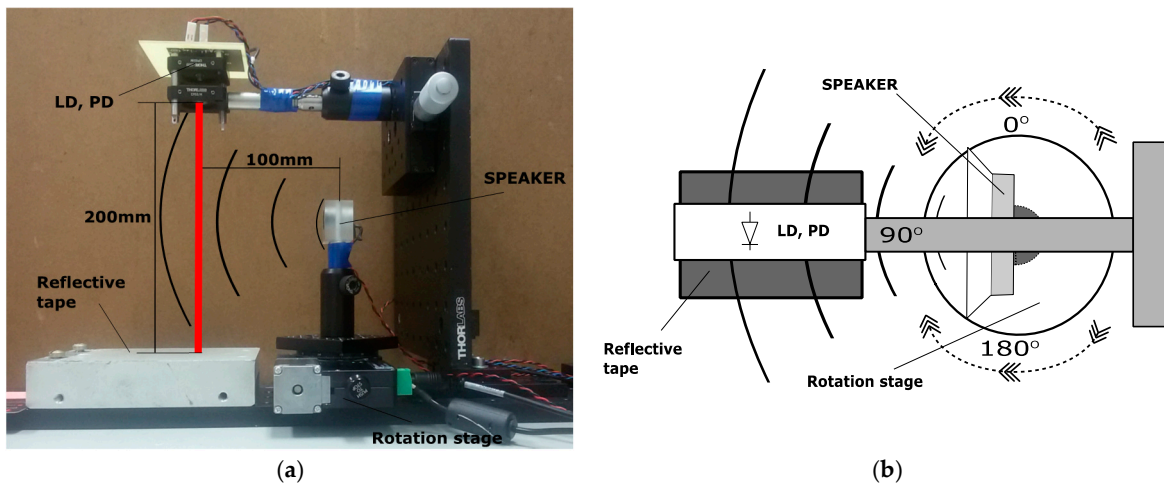 LD, PD
THORLABS
100mm
SPEAKER
200mm
Reflective
tape
THORLABS
Rotation stage
(a)
SPEAKER
0°
LD, PD
90°
Reflective
tape
180°
Rotation stage
(b)